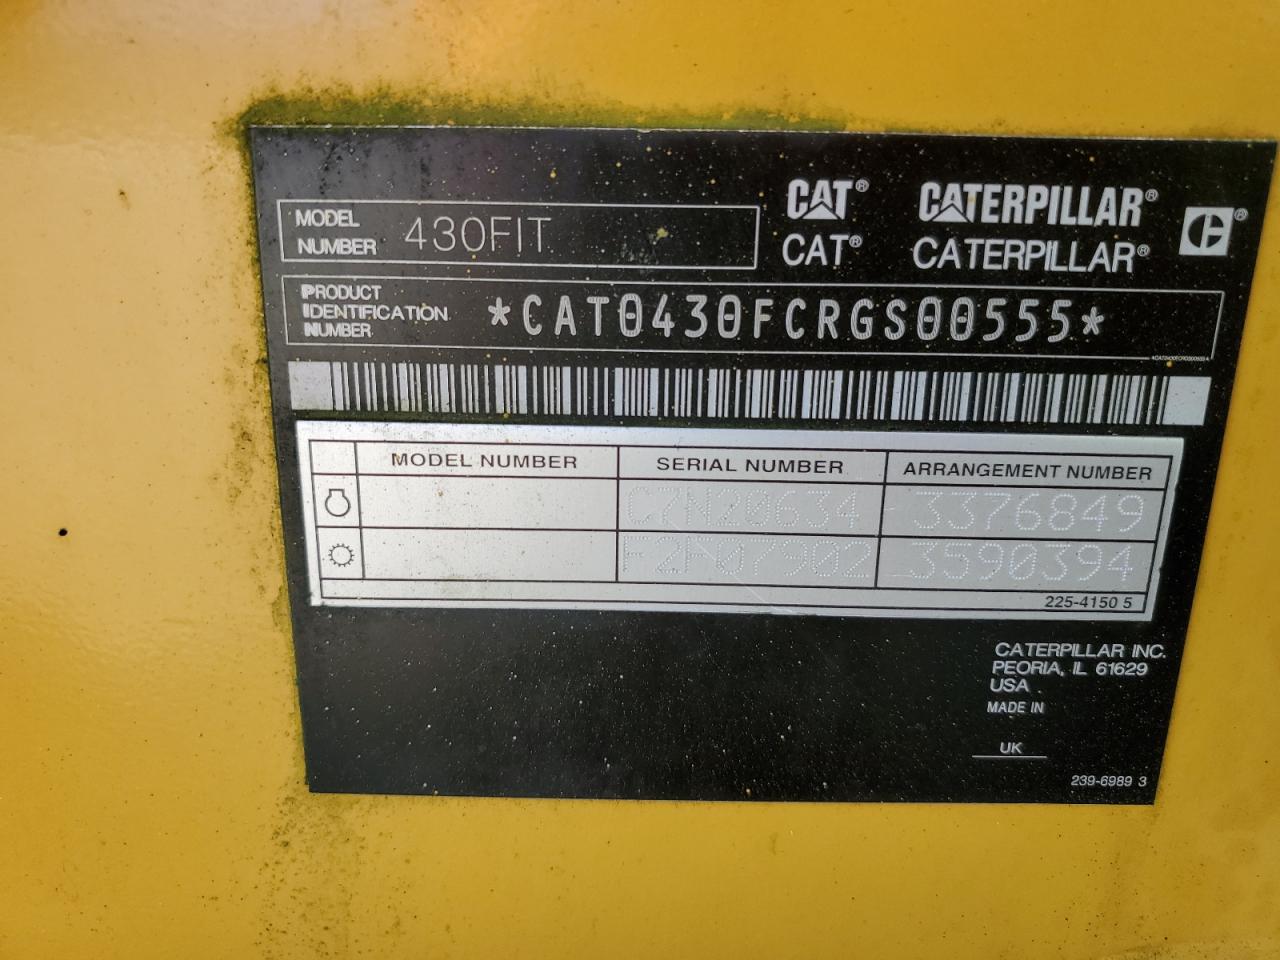 MODEL NUMBER 430FIT
CAT® CATERPILLAR® ®
CAT® CATERPILLAR®
PRODUCT IDENTIFICATION NUMBER *CAT0430FCRGS00555*
MODEL NUMBER SERIAL NUMBER ARRANGEMENT NUMBER
C7N20634 3376849
F2F07902 3590394
225-4150 5
CATERPILLAR INC.
PEORIA, IL 61629
USA
MADE IN
UK
239-6989 3